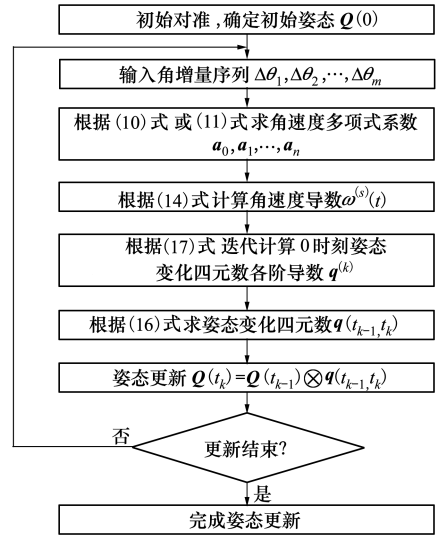 初始对准,确定初始姿态 Q(0)
输入角增量序列 Δθ₁,Δθ₂,⋯,Δθₘ
根据(10)式 或(11)式求角速度多项式系数
a₀,a₁,⋯,aₙ
根据(14)式计算角速度导数ω⁽ˢ⁾(t)
根据(17)式 迭代计算 0时刻姿态
变化四元数各阶导数 q⁽ᵏ⁾
根据(16)式求姿态变化四元数q(tₖ₋₁,tₖ)
姿态更新 Q(tₖ)=Q(tₖ₋₁)⊗q(tₖ₋₁,tₖ)
否
更新结束?
是
完成姿态更新